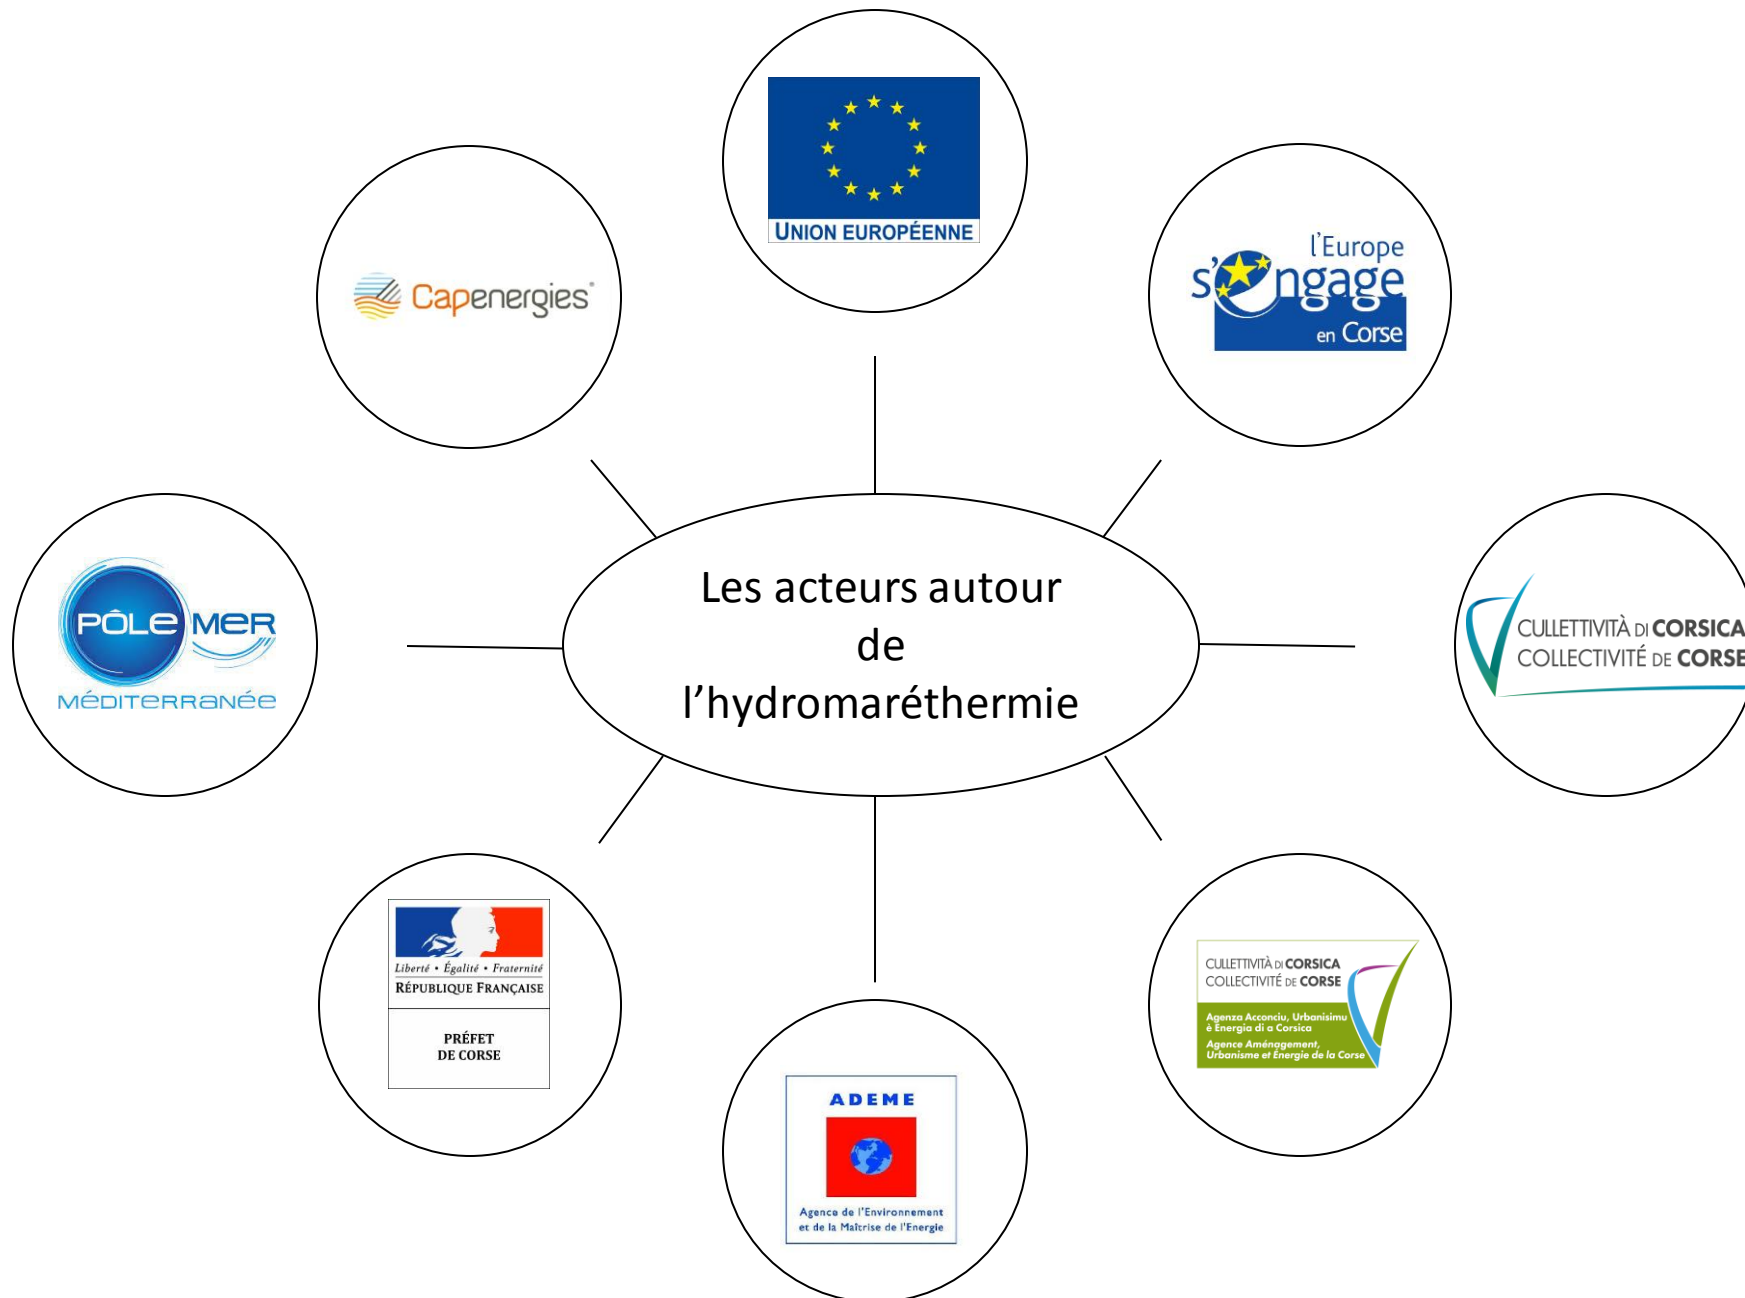 UNION EUROPÉENNE
Capenergies
l'Europe
s'engage
en Corse
PÔLE MER
MÉDITERRANÉE
Les acteurs autour
de
l'hydromaréthermie
CULLETTIVITÀ DI CORSICA
COLLECTIVITÉ DE CORSE
Liberté • Égalité • Fraternité
RÉPUBLIQUE FRANÇAISE
PRÉFET
DE CORSE
ADEME
Agence de l'Environnement
et de la Maîtrise de l'Energie
CULLETTIVITÀ DI CORSICA
COLLECTIVITÉ DE CORSE
Agenza Acconciu, Urbanisimu
è Energia di a Corsica
Agence Aménagement,
Urbanisme et Énergie de la Corse